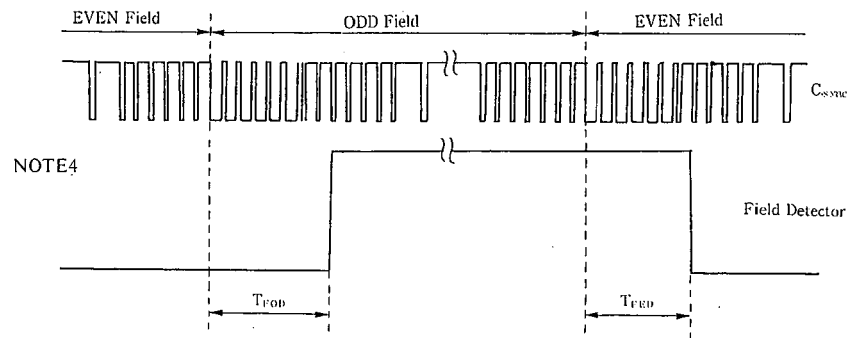 EVEN Field
ODD Field
EVEN Field
Csync
NOTE4
Field Detector
TFOD
TFED